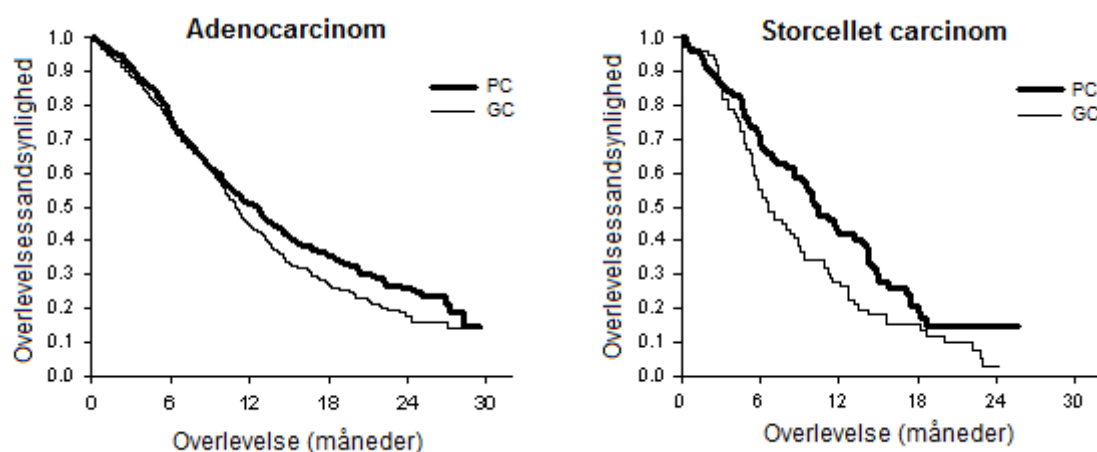 Adenocarcinom
Overlevelsessandsynlighed
1.0
0.9
0.8
0.7
0.6
0.5
0.4
0.3
0.2
0.1
0.0
PC
GC
0 6 12 18 24 30
Overlevelse (måneder)
Storcellet carcinom
Overlevelsesandsynlighed
1.0
0.9
0.8
0.7
0.6
0.5
0.4
0.3
0.2
0.1
0.0
PC
GC
0 6 12 18 24 30
Overlevelse (måneder)